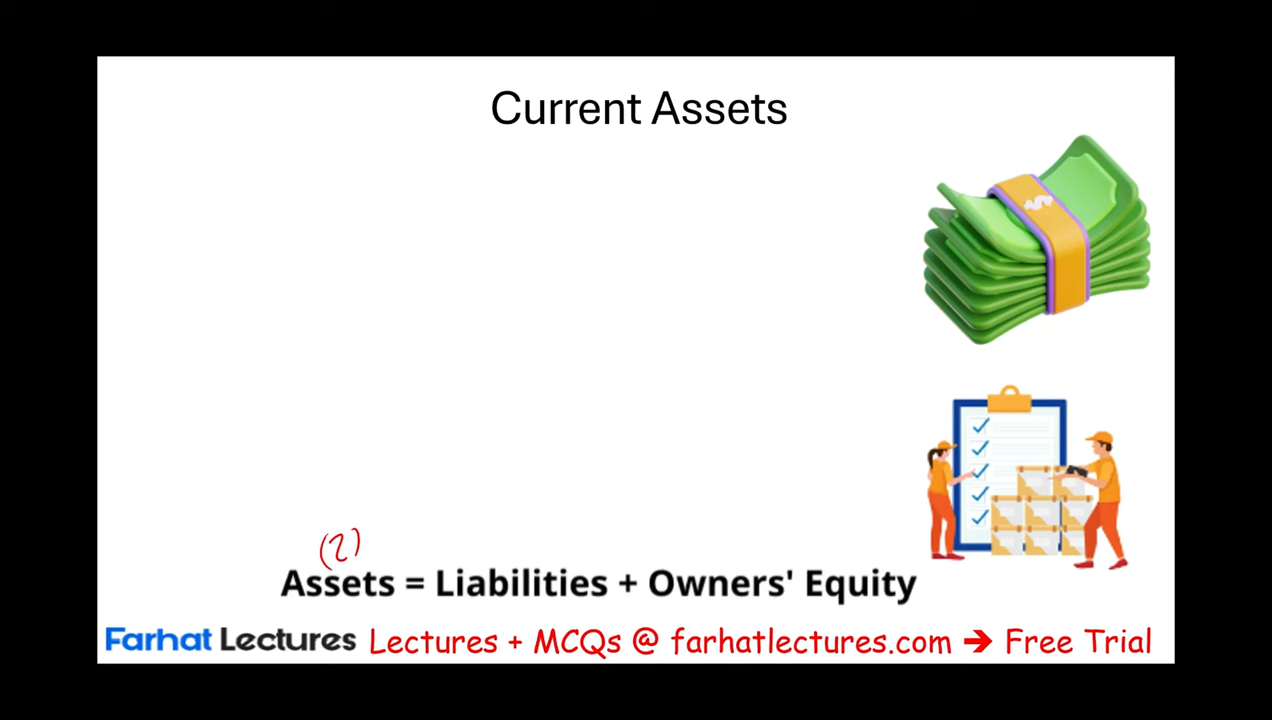 Current Assets
$
(2)
Assets = Liabilities + Owners' Equity
Farhat Lectures Lectures + MCQs @ farhatlectures.com → Free Trial